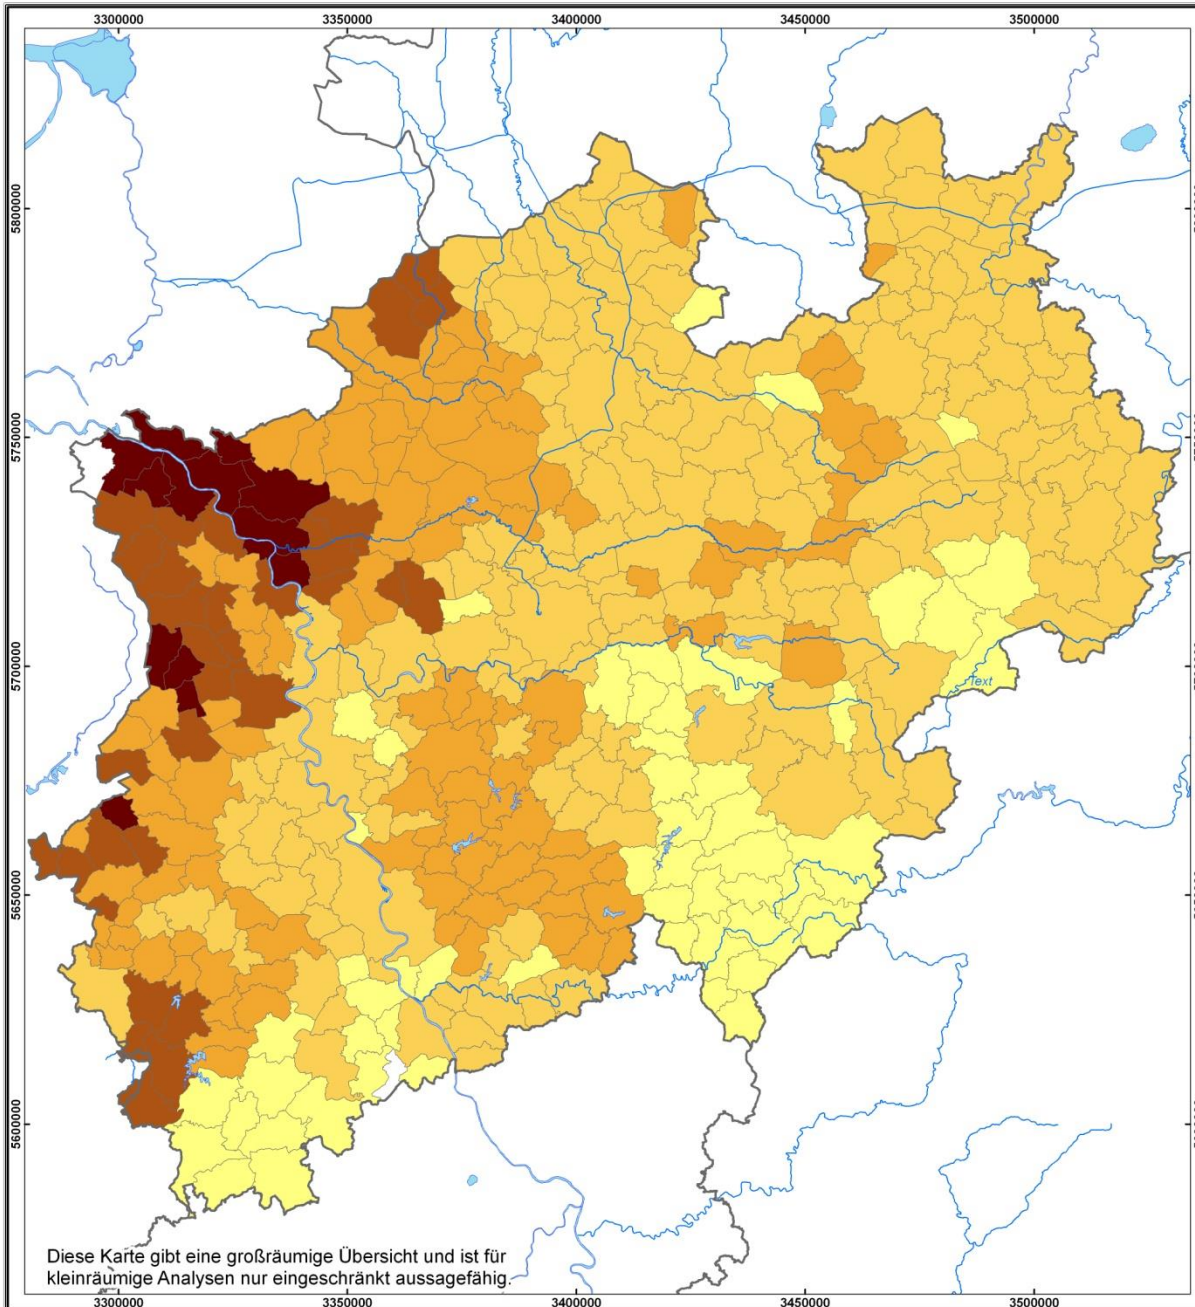 3300000 3350000 3400000 3450000 3500000
5800000
5750000
5700000
Text
5650000
5600000
Diese Karte gibt eine großräumige Übersicht und ist für
kleinräumige Analysen nur eingeschränkt aussagefähig.
3300000 3350000 3400000 3450000 3500000